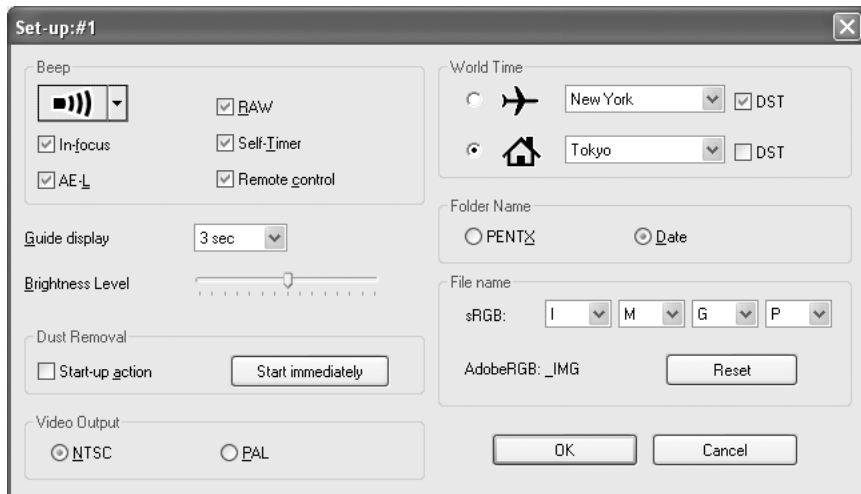 Set-up:#1
Beep
RAW
In-focus
Self-Timer
AE-L
Remote control
Guide display
3 sec
Brightness Level
Dust Removal
Start-up action
Start immediately
Video Output
NTSC
PAL
World Time
New York
DST
Tokyo
DST
Folder Name
PENTX
Date
File name
sRGB: I M G P
AdobeRGB: _IMG
Reset
OK
Cancel